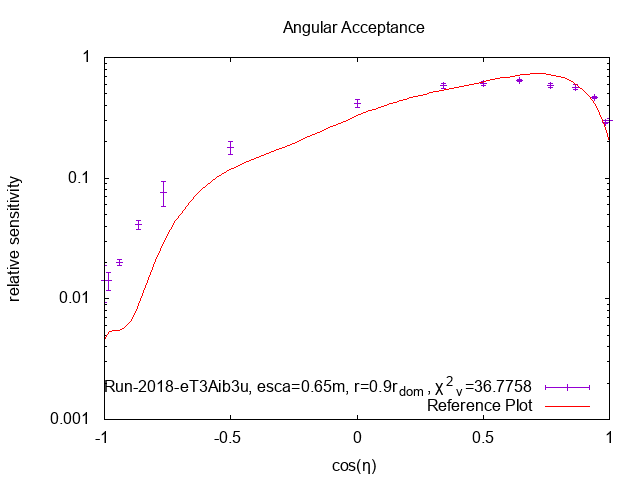 Angular Acceptance
relative sensitivity
1
0.1
0.01
0.001
Run-2018-eT3Aib3u, esca=0.65m, r=0.9r_dom, χ²_ν=36.7758
Reference Plot
-1
-0.5
0
0.5
1
cos(η)